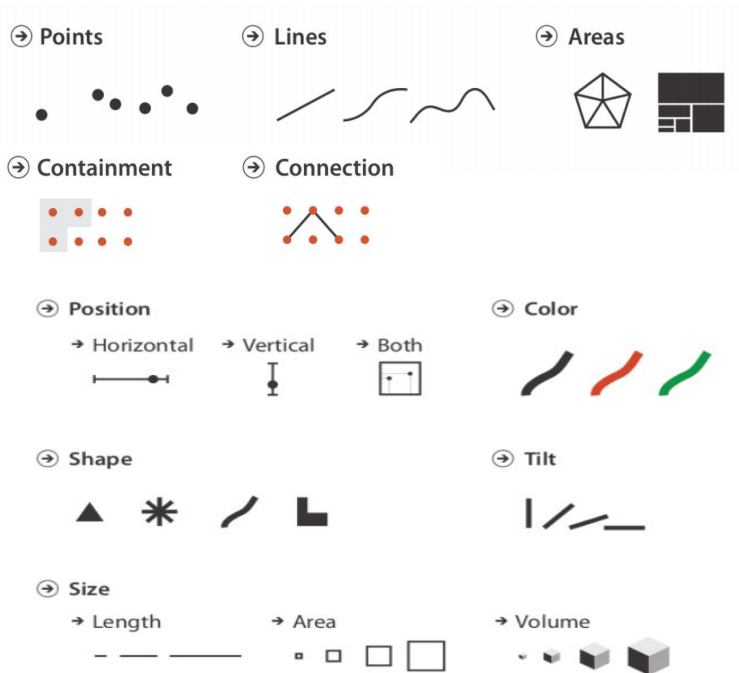 Points
Lines
Areas
Containment
Connection
Position
Horizontal
Vertical
Both
Color
Shape
Tilt
Size
Length
Area
Volume